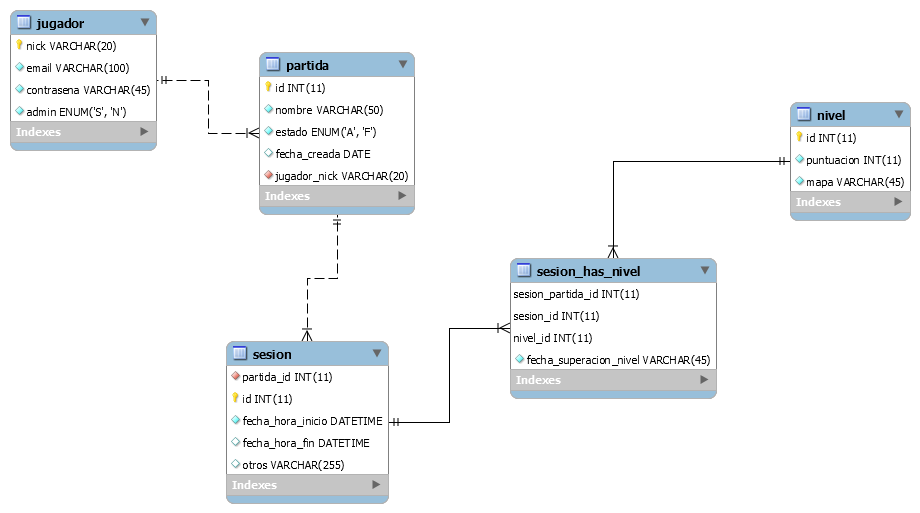 jugador
nick VARCHAR(20)
email VARCHAR(100)
contrasena VARCHAR(45)
admin ENUM('S', 'N')
Indexes
partida
id INT(11)
nombre VARCHAR(50)
estado ENUM('A', 'F')
fecha_creada DATE
jugador_nick VARCHAR(20)
Indexes
nivel
id INT(11)
puntuacion INT(11)
mapa VARCHAR(45)
Indexes
sesion_has_nivel
sesion_partida_id INT(11)
sesion_id INT(11)
nivel_id INT(11)
fecha_superacion_nivel VARCHAR(45)
Indexes
sesion
partida_id INT(11)
id INT(11)
fecha_hora_inicio DATETIME
fecha_hora_fin DATETIME
otros VARCHAR(255)
Indexes